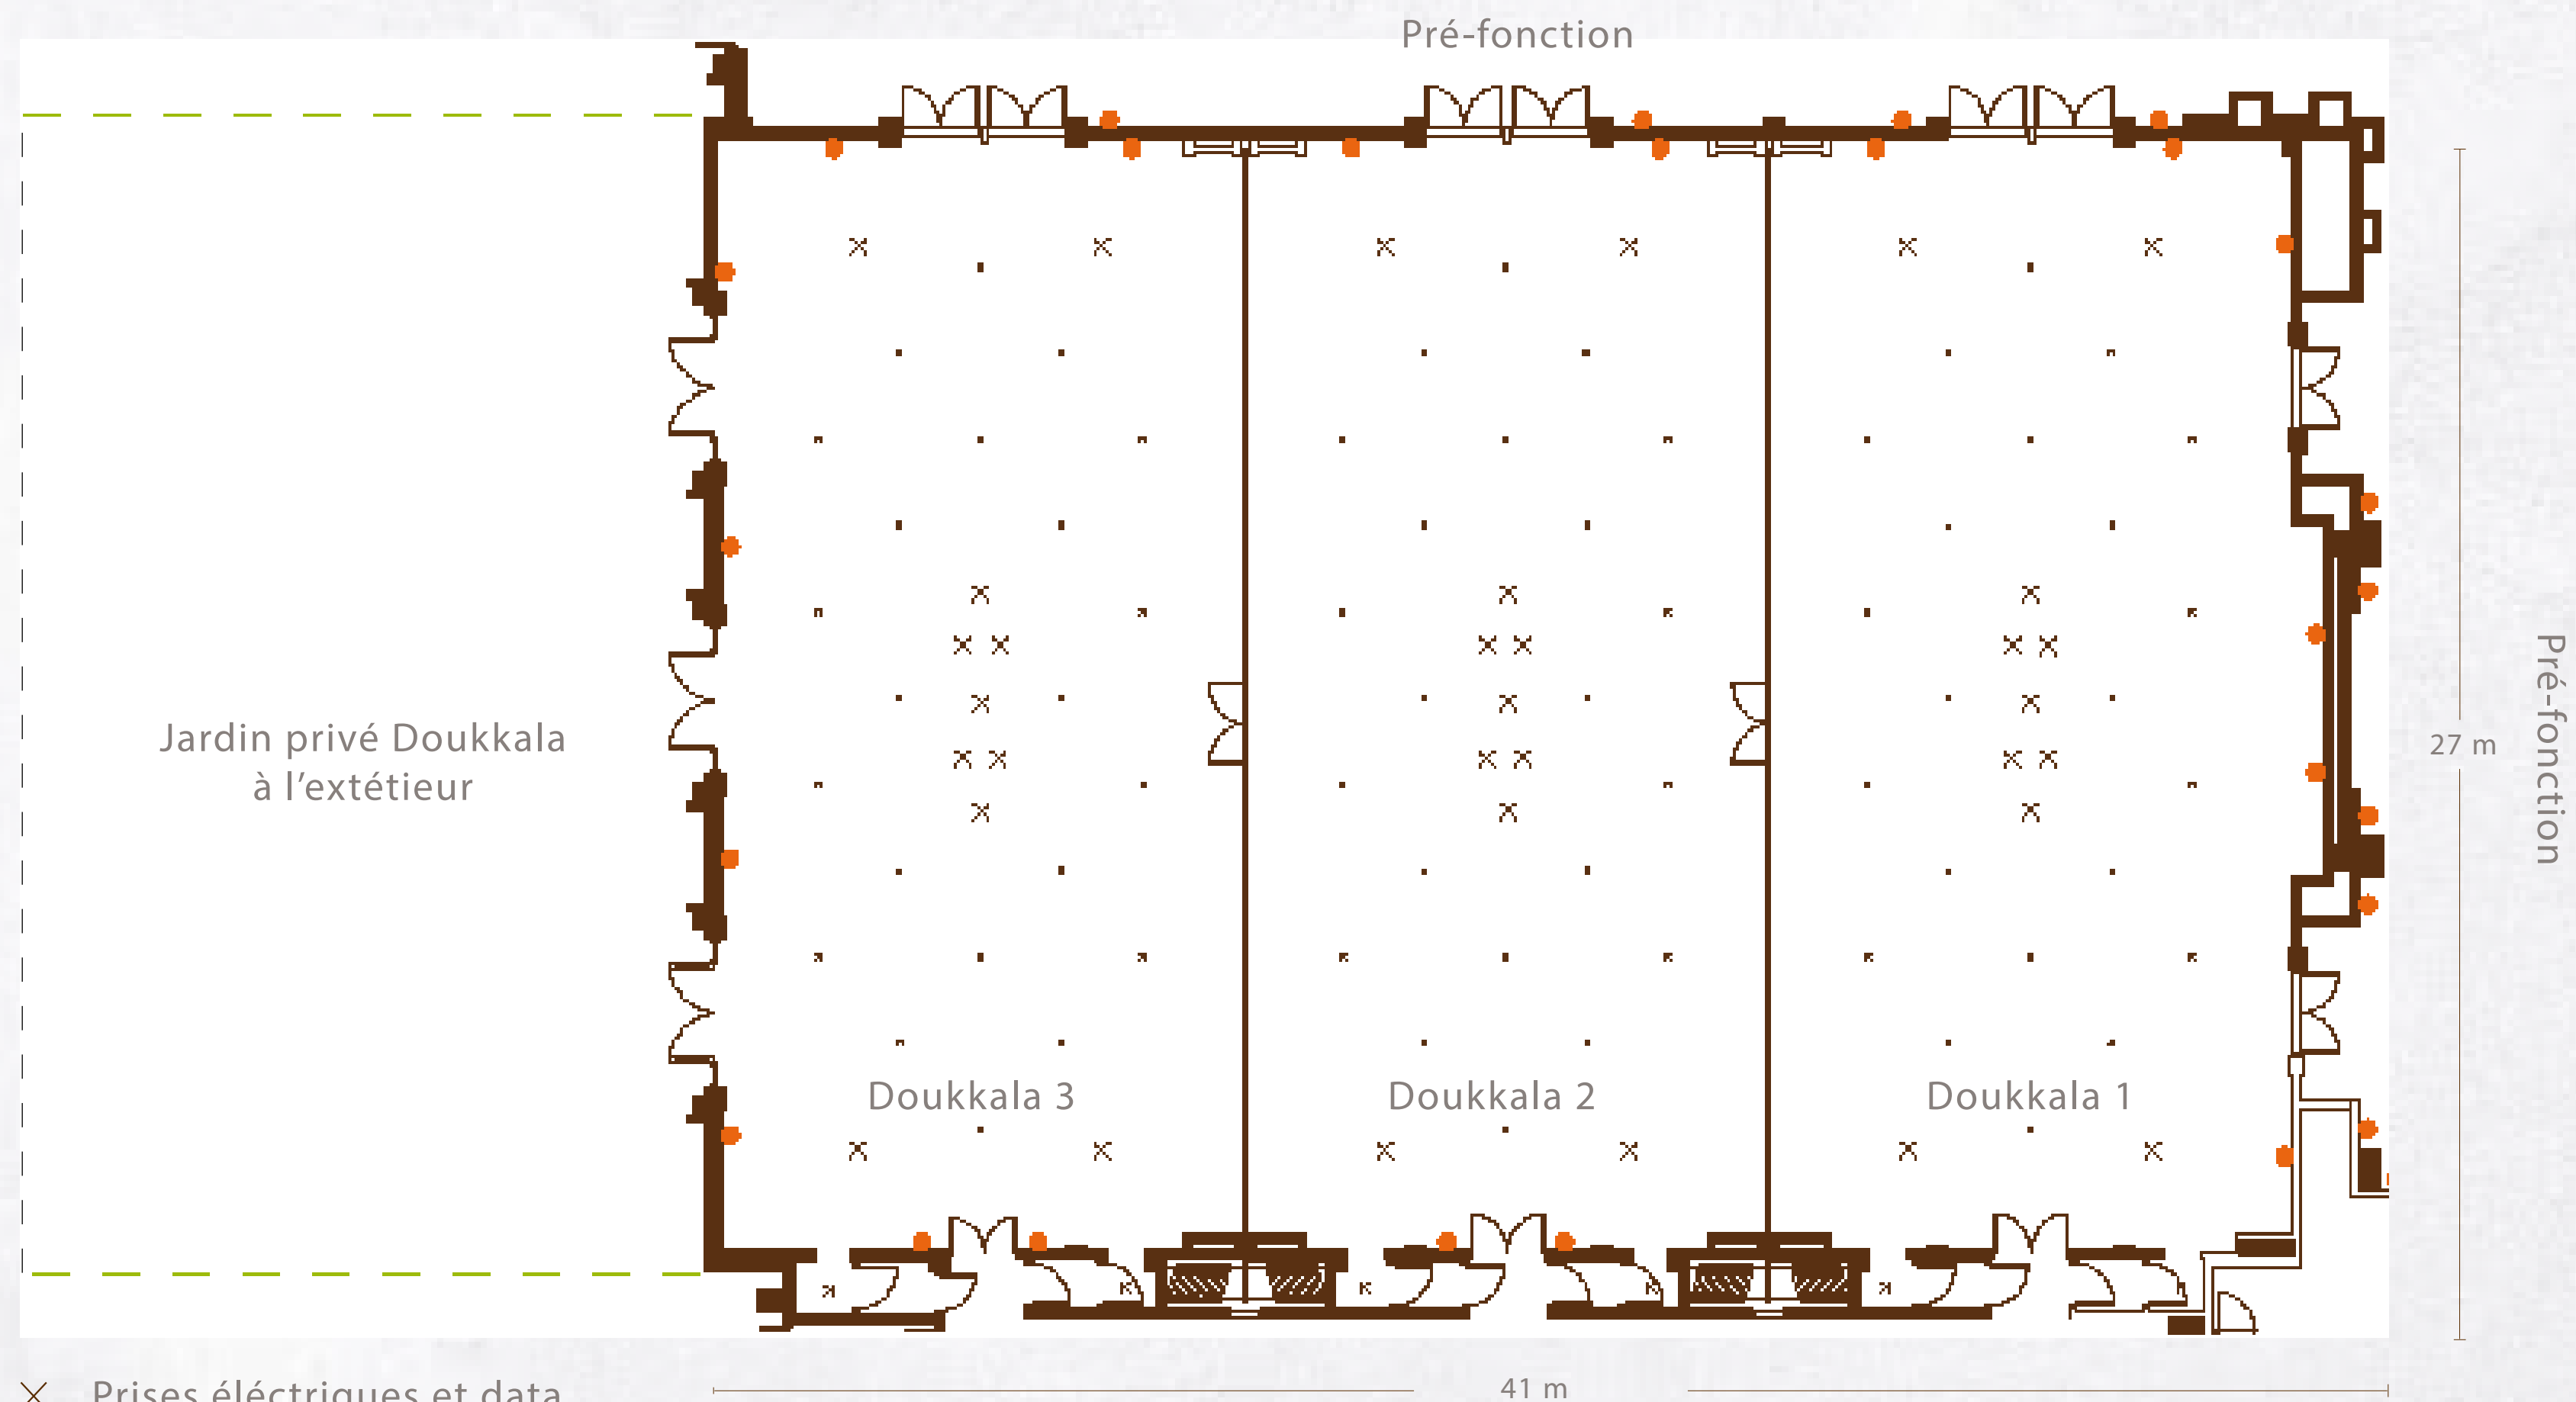 Pré-fonction
Jardin privé Doukkala
à l’extétieur
27 m
Pré-fonction
Doukkala 3
Doukkala 2
Doukkala 1
41 m
Prises éléctriques et data